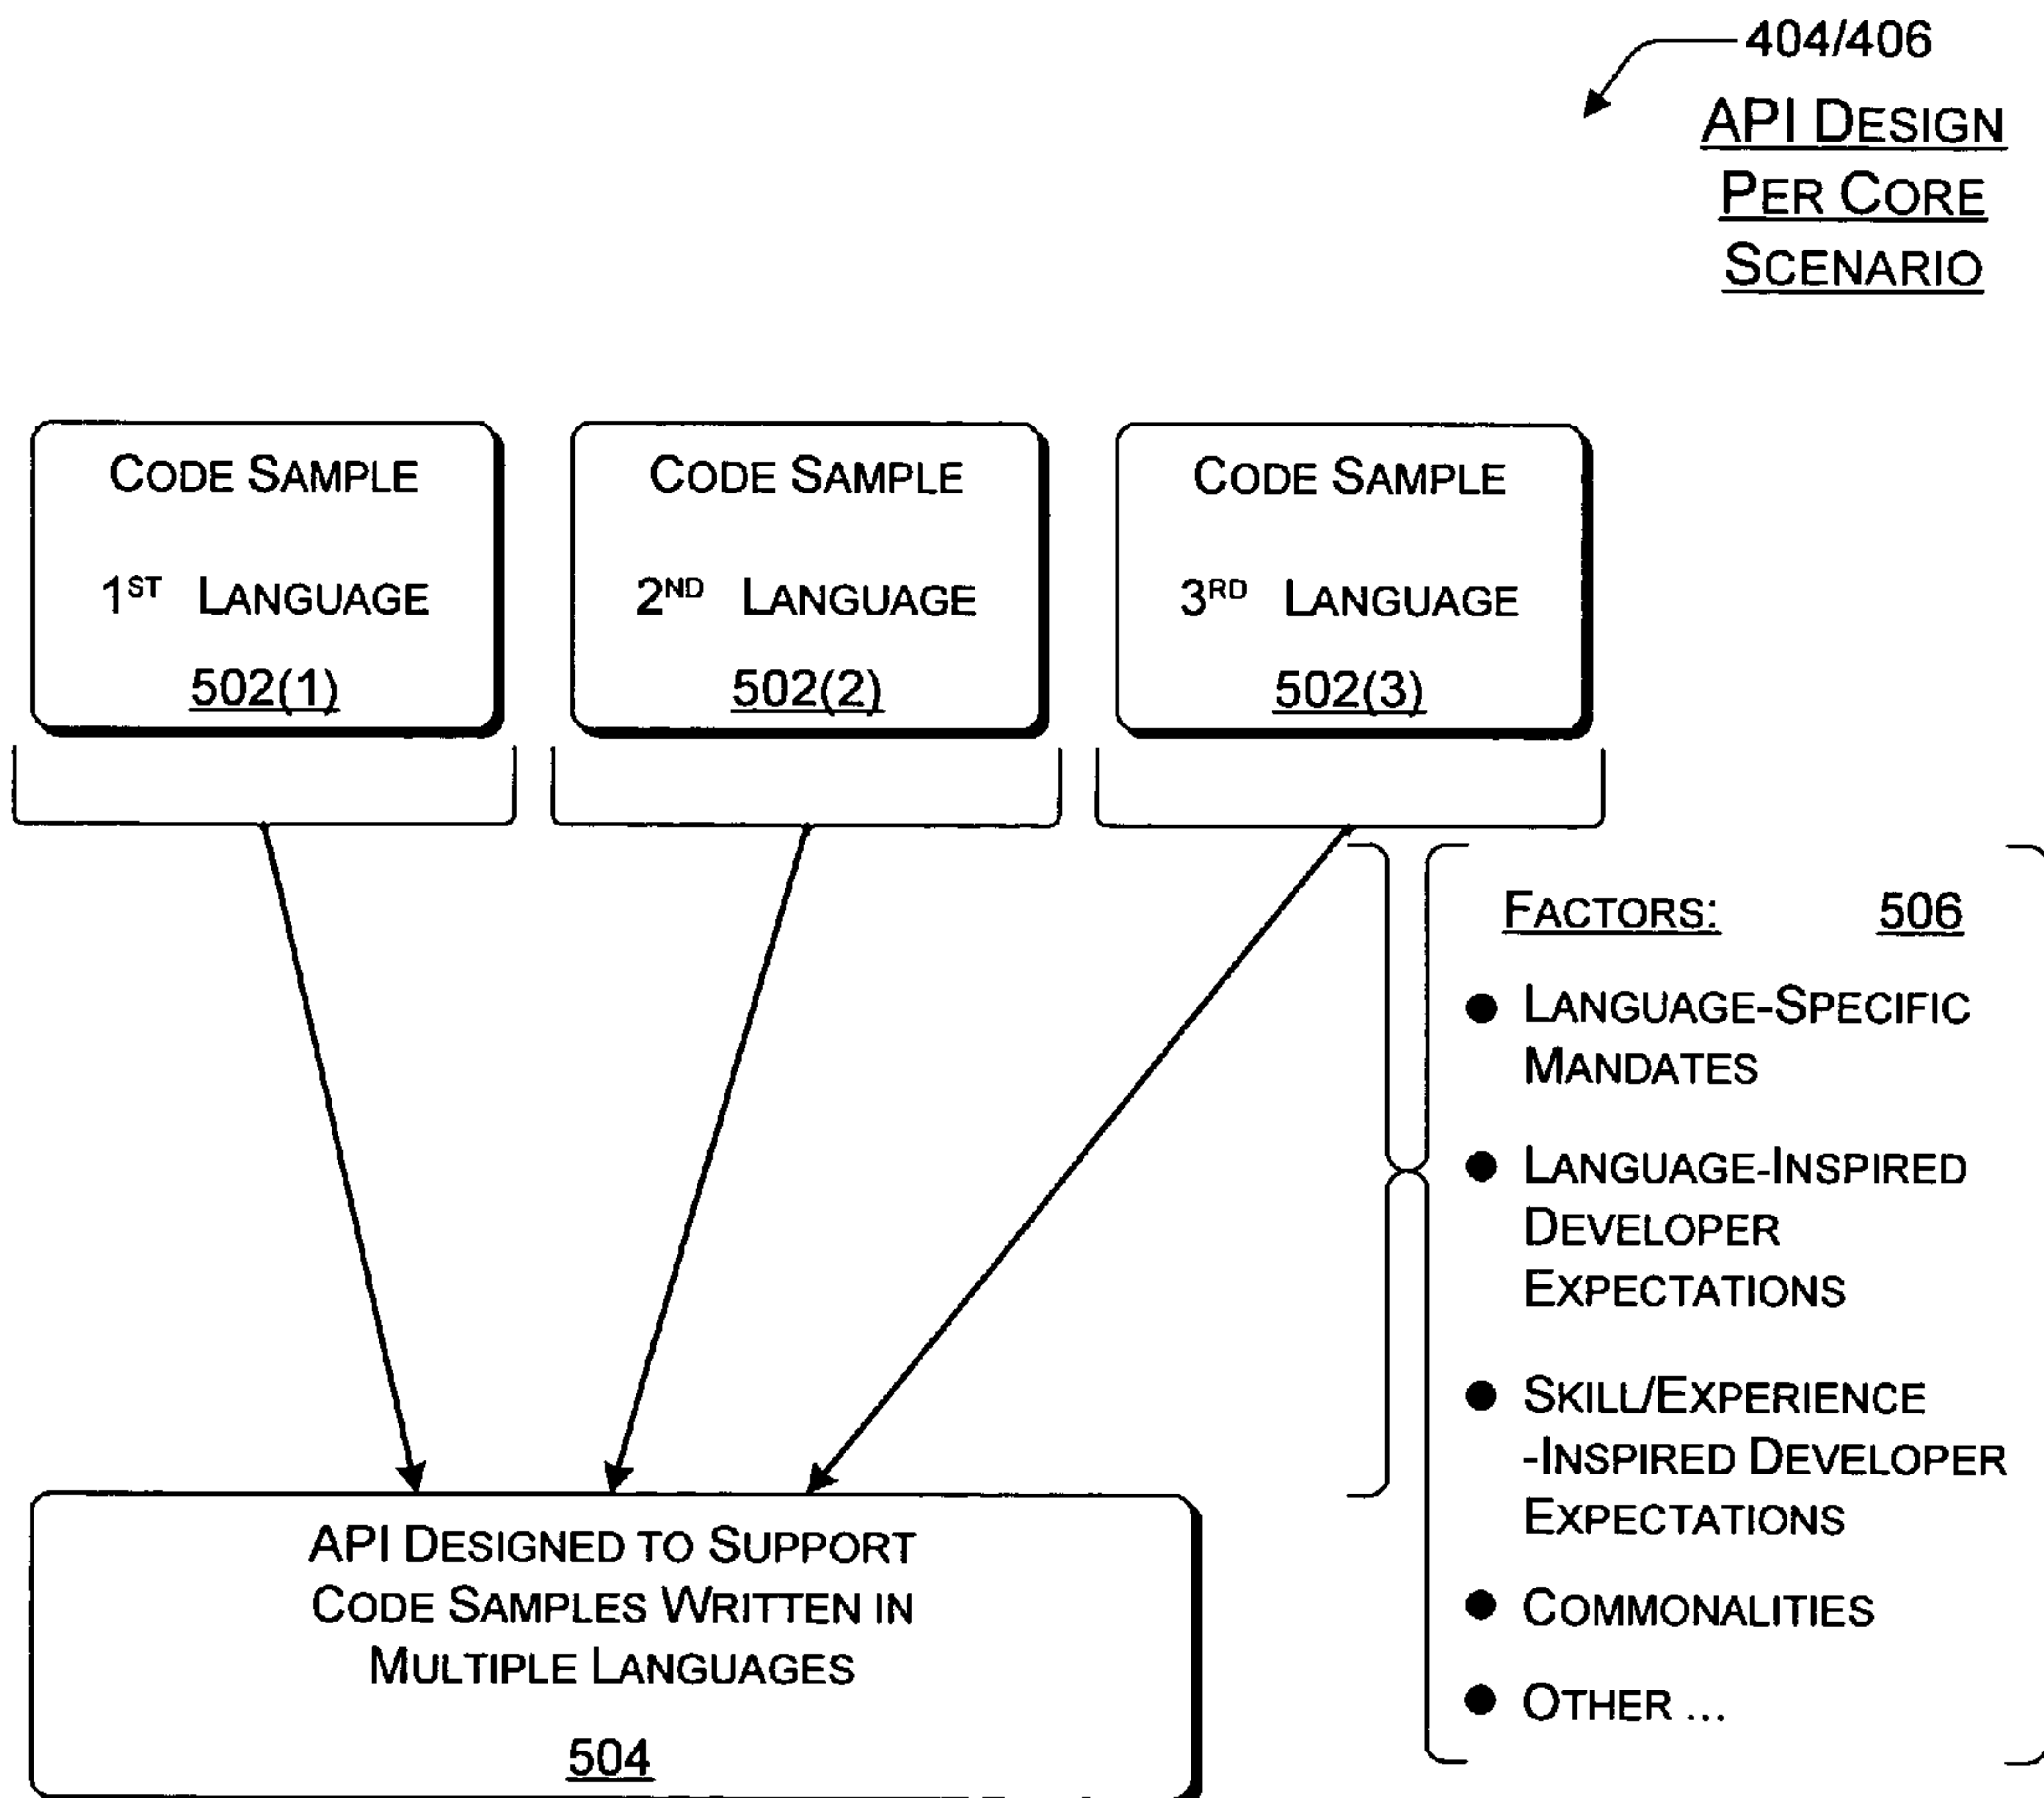 404/406
API DESIGN
PER CORE
SCENARIO
CODE SAMPLE
1ST LANGUAGE
502(1)
CODE SAMPLE
2ND LANGUAGE
502(2)
CODE SAMPLE
3RD LANGUAGE
502(3)
FACTORS: 506
● LANGUAGE-SPECIFIC
MANDATES
● LANGUAGE-INSPIRED
DEVELOPER
EXPECTATIONS
● SKILL/EXPERIENCE
-INSPIRED DEVELOPER
EXPECTATIONS
● COMMONALITIES
● OTHER ...
API DESIGNED TO SUPPORT
CODE SAMPLES WRITTEN IN
MULTIPLE LANGUAGES
504